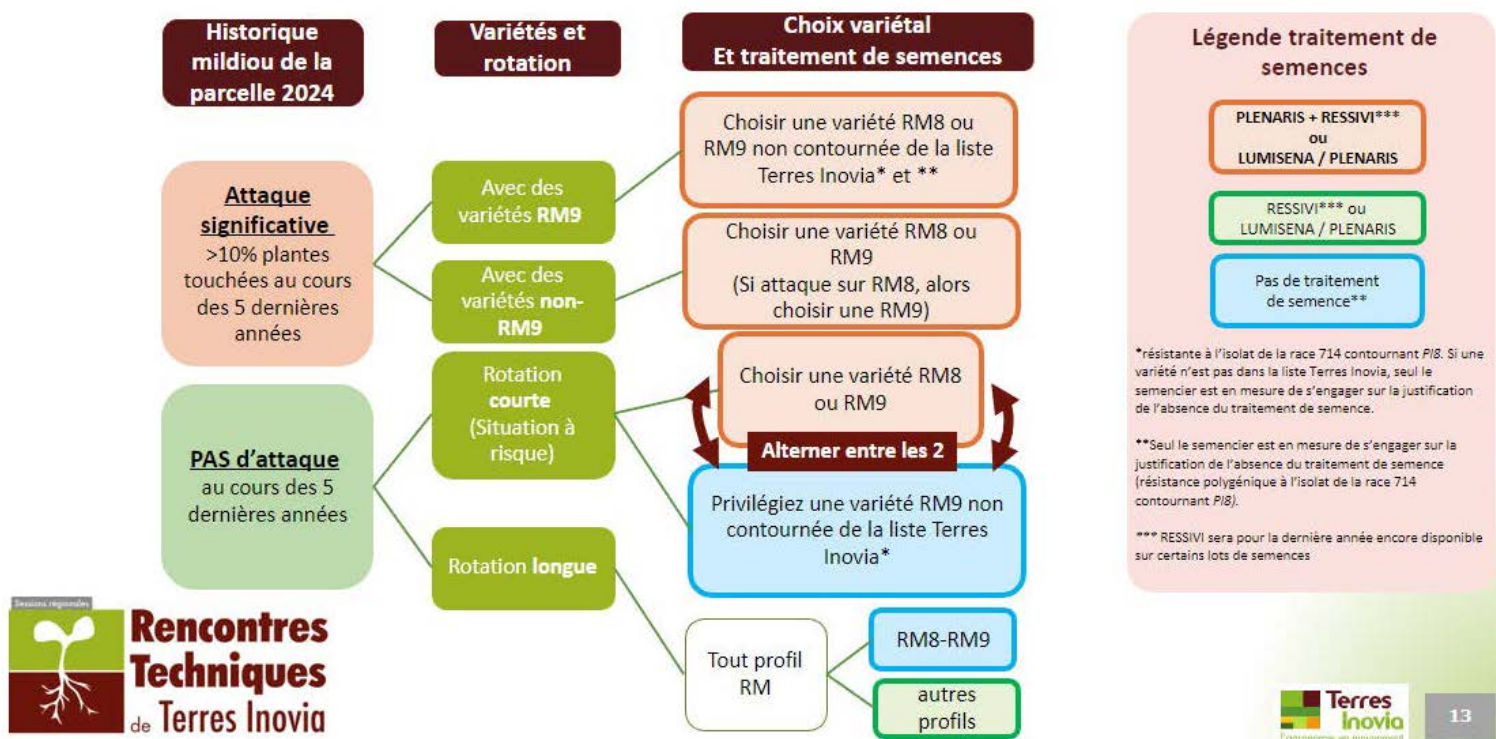 Historique
mildiou de la
parcelle 2024
Variétés et
rotation
Choix variétal
Et traitement de semences
Attaque
significative
>10% plantes
touchées au cours
des 5 dernières
années
Avec des
variétés RM9
Avec des
variétés non-
RM9
Choisir une variété RM8 ou
RM9 non contournée de la liste
Terres Inovia* et **
Choisir une variété RM8 ou
RM9
(Si attaque sur RM8, alors
choisir une RM9)
PAS d'attaque
au cours des 5
dernières années
Rotation
courte
(Situation à
risque)
Rotation longue
Choisir une variété RM8
ou RM9
Alterner entre les 2
Privilégiez une variété RM9 non
contournée de la liste Terres
Inovia*
Tout profil
RM
RM8-RM9
autres
profils
Légende traitement de
semences
PLENARIS + RESSIVI***
ou
LUMISENA / PLENARIS
RESSIVI*** ou
LUMISENA / PLENARIS
Pas de traitement
de semence**
*résistante à l'isolat de la race 714 contournant Pl8. Si une
variété n'est pas dans la liste Terres Inovia, seul le
semencier est en mesure de s'engager sur la justification
de l'absence du traitement de semence.
**Seul le semencier est en mesure de s'engager sur la
justification de l'absence du traitement de semence
(résistance polygénique à l'isolat de la race 714
contournant Pl8).
*** RESSIVI sera pour la dernière année encore disponible
sur certains lots de semences
Sessions régionales
Rencontres
Techniques
de Terres Inovia
Terres
Inovia
13